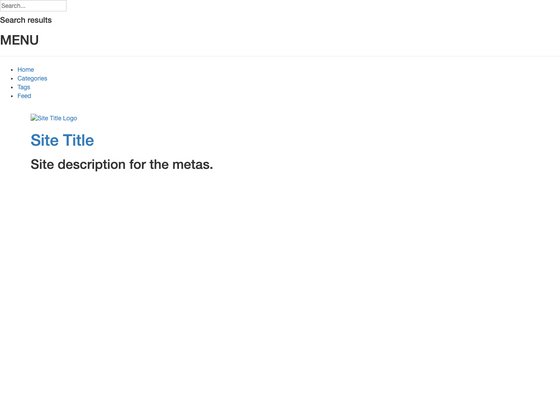 Search...
Search results
MENU
Home
Categories
Tags
Feed
Site Title Logo
Site Title
Site description for the metas.